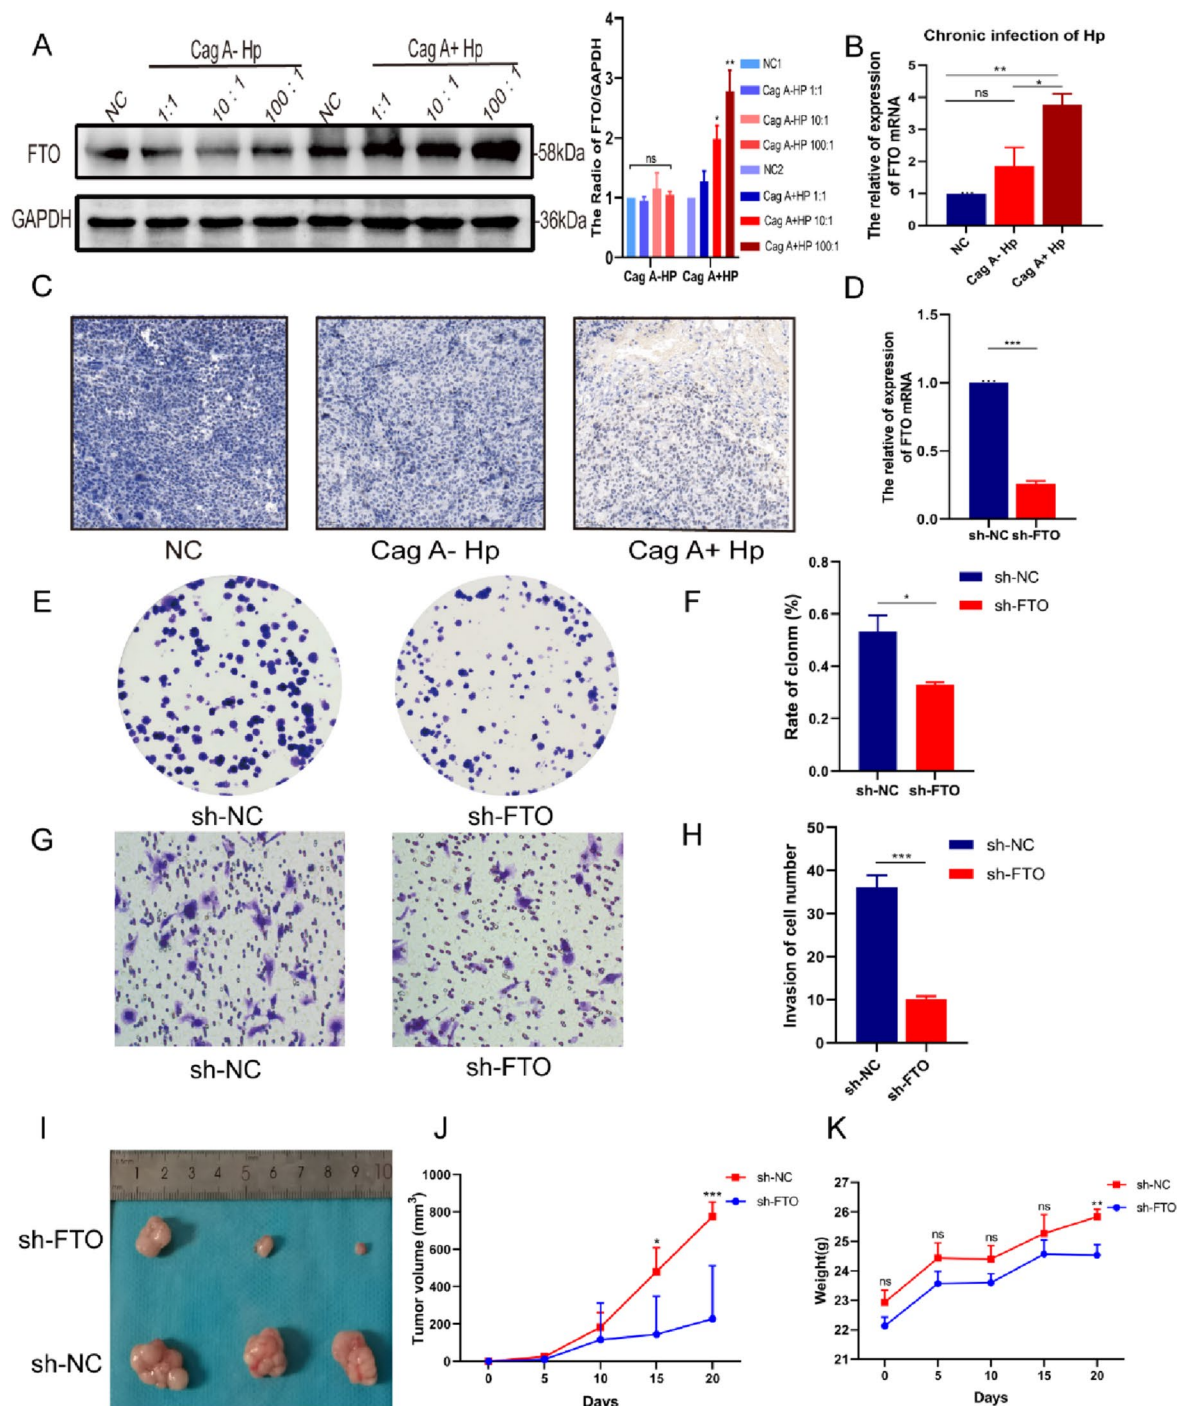 A
Cag A- Hp
Cag A+ Hp
NC
1:1
10 : 1
100 : 1
NC
1:1
10 : 1
100 : 1
FTO
-58kDa
GAPDH
-36kDa
The Radio of FTO/GAPDH
4
3
2
1
0
ns
*
**
Cag A-HP
Cag A+HP
NC1
Cag A-HP 1:1
Cag A-HP 10:1
Cag A-HP 100:1
NC2
Cag A+HP 1:1
Cag A+HP 10:1
Cag A+HP 100:1
B
Chronic infection of Hp
The relative of expression
of FTO mRNA
5
4
3
2
1
0
**
ns
*
NC
Cag A- Hp
Cag A+ Hp
C
NC
Cag A- Hp
Cag A+ Hp
D
The relative of expression
of FTO mRNA
1.0
0.5
0.0
***
sh-NC sh-FTO
E
sh-NC
sh-FTO
F
Rate of clonm (%)
0.8
0.6
0.4
0.2
0.0
*
sh-NC
sh-FTO
sh-NC
sh-FTO
G
sh-NC
sh-FTO
H
Invasion of cell number
50
40
30
20
10
0
***
sh-NC
sh-FTO
sh-NC
sh-FTO
I
1 2 3 4 5 6 7 8 9 10
sh-FTO
sh-NC
J
Tumor volume (mm³)
1000
800
600
400
200
0
*
***
0 5 10 15 20
Days
sh-NC
sh-FTO
K
Weight(g)
27
26
25
24
23
22
21
ns
ns
ns
ns
**
0 5 10 15 20
Days
sh-NC
sh-FTO